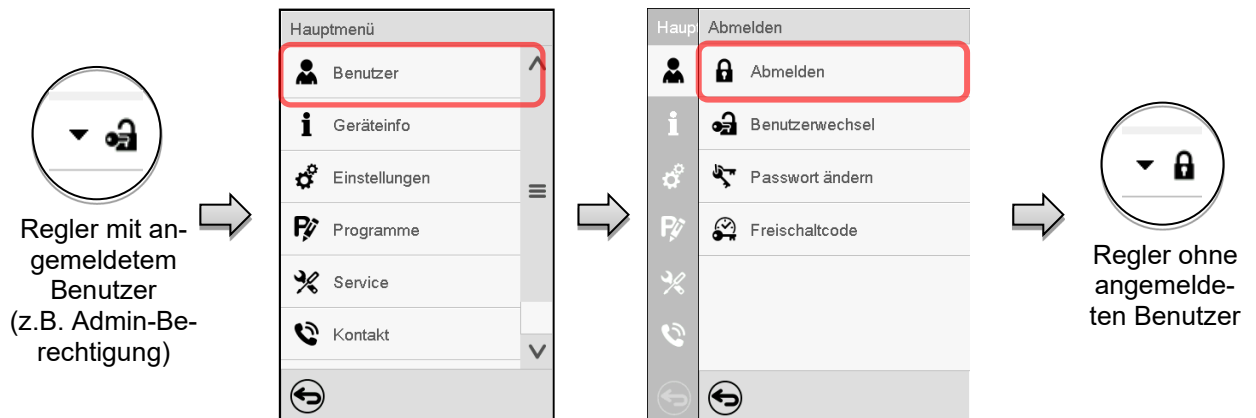 Regler mit an-
gemeldetem
Benutzer
(z.B. Admin-Be-
rechtigung)
Hauptmenü
Benutzer
Geräteinfo
Einstellungen
Programme
Service
Kontakt
Haup
Abmelden
Abmelden
Benutzerwechsel
Passwort ändern
Freischaltcode
Regler ohne
angemelde-
ten Benutzer